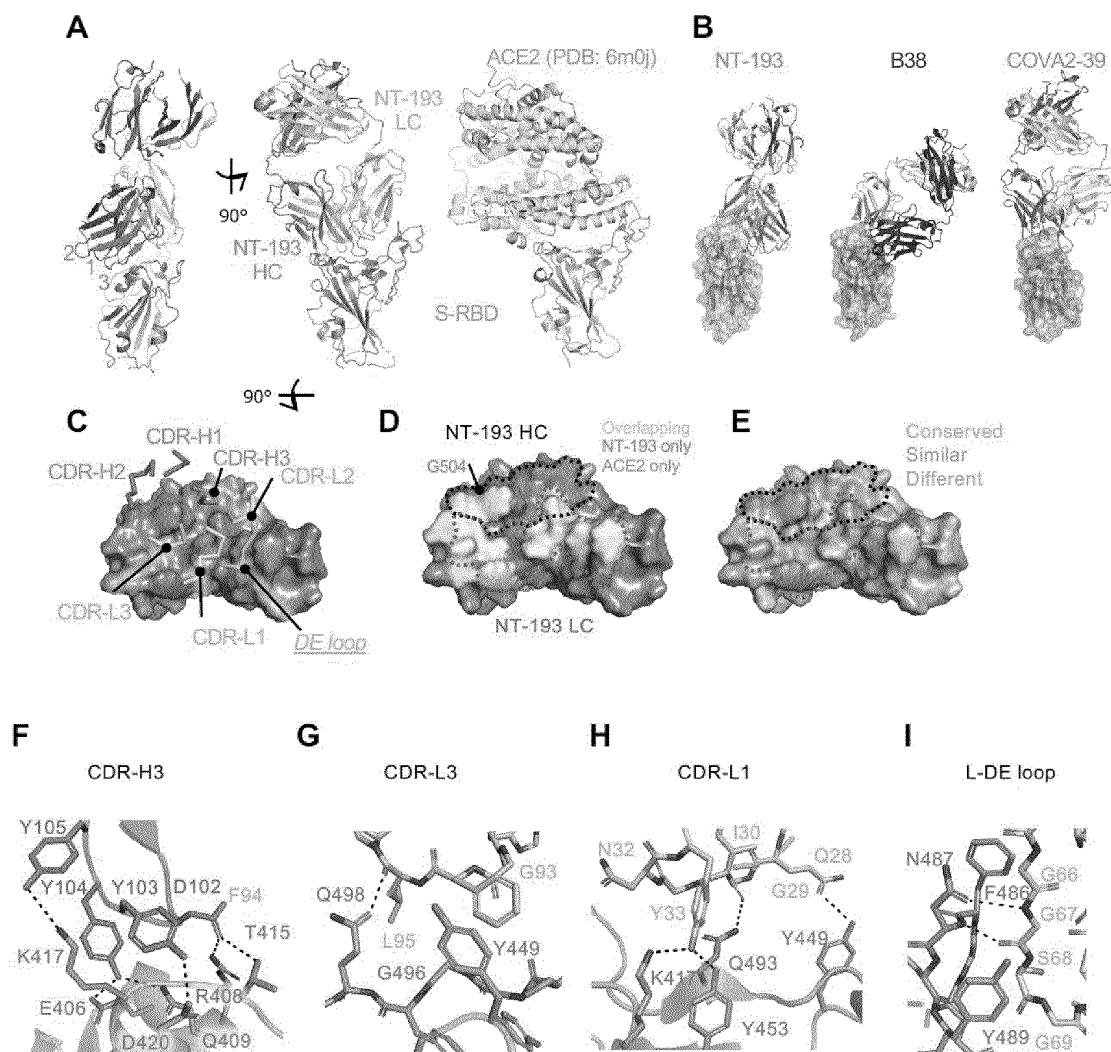 A
ACE2 (PDB: 6m0j)
NT-193
LC
90°
NT-193
HC
2
1
3
S-RBD
B
NT-193
B38
COVA2-39
90°
C
CDR-H1
CDR-H2
CDR-H3
CDR-L2
CDR-L3
CDR-L1
DE loop
D
NT-193 HC
G504
Overlapping
NT-193 only
ACE2 only
NT-193 LC
E
Conserved
Similar
Different
F
CDR-H3
Y105
Y104
Y103
D102
F94
T415
K417
E406
R408
D420
Q409
G
CDR-L3
G93
Q498
L95
Y449
G496
H
CDR-L1
I30
N32
Q28
G29
Y33
Y449
K417
Q493
Y453
I
L-DE loop
N487
G66
F486
G67
S68
Y489
G69